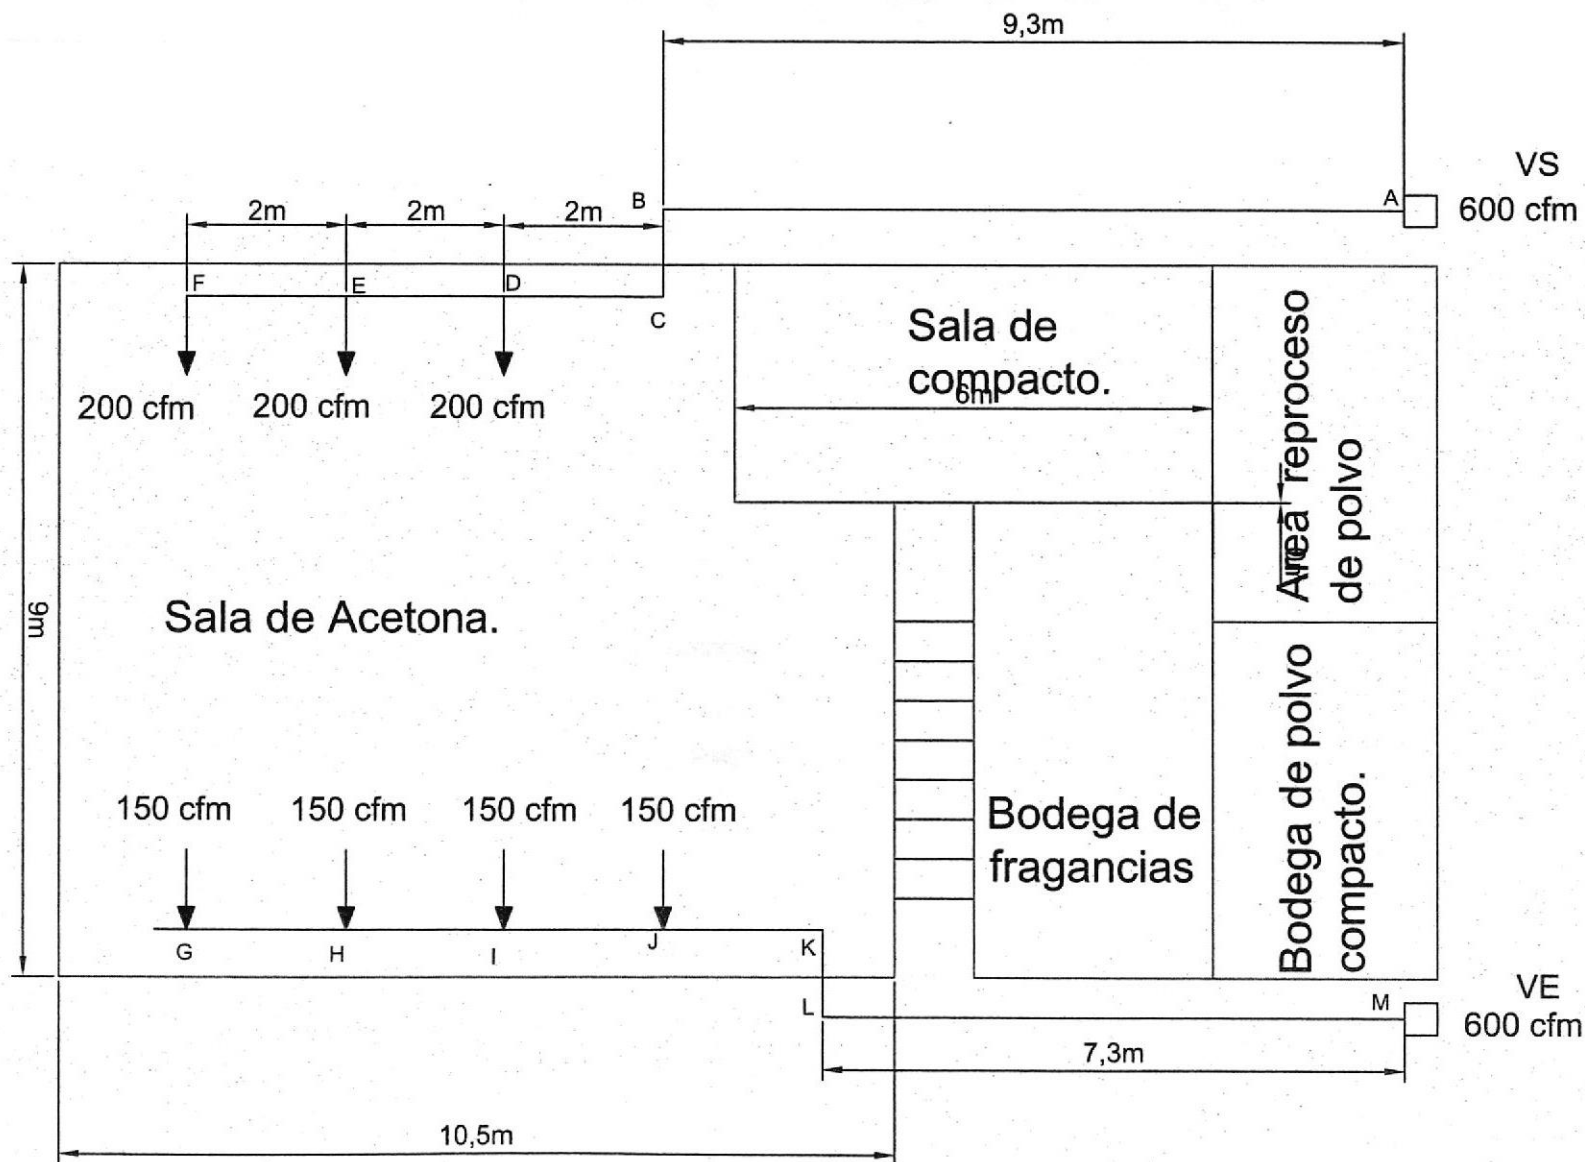 9,3m
VS
A
600 cfm
B
2m
2m
2m
F
E
D
C
200 cfm
200 cfm
200 cfm
Sala de
compacto.
6m
Area reproceso
de polvo
9m
Sala de Acetona.
150 cfm
150 cfm
150 cfm
150 cfm
G
H
I
J
K
Bodega de
fragancias
Bodega de polvo
compacto.
L
M
VE
600 cfm
7,3m
10,5m